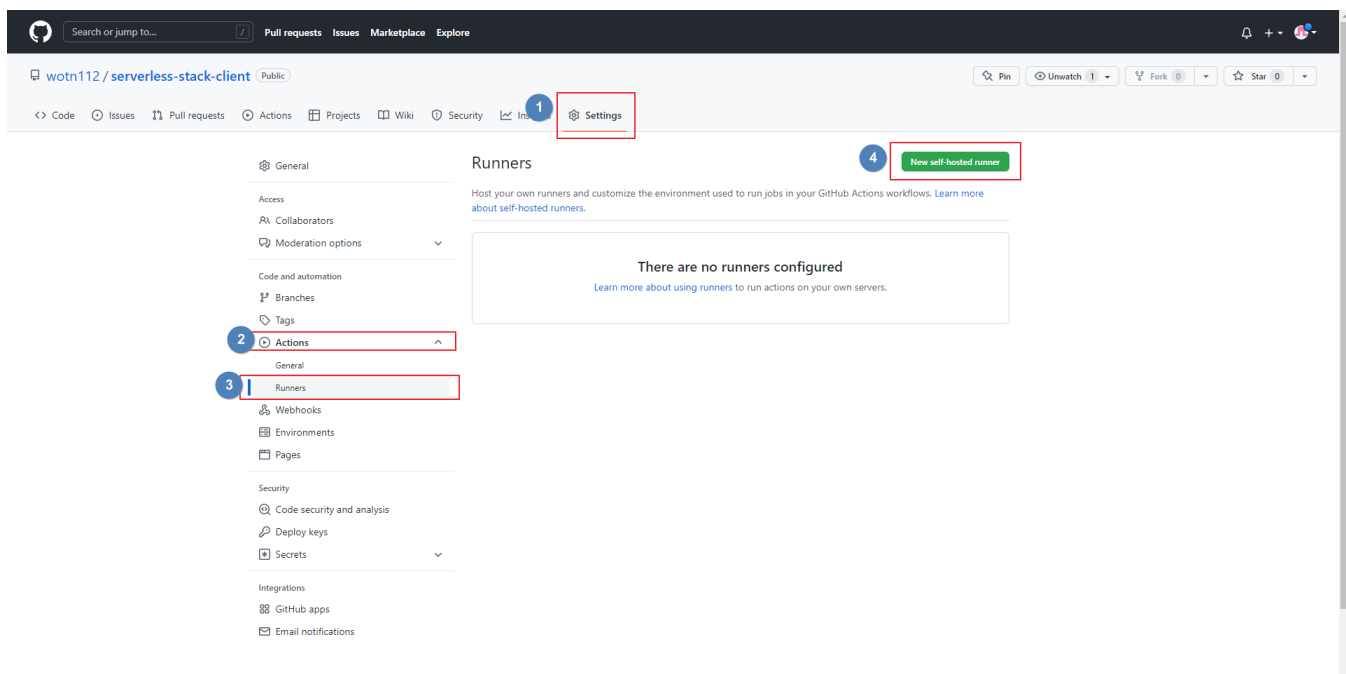 Search or jump to... /
Pull requests Issues Marketplace Explore
wotn112 / serverless-stack-client Public
Pin Unwatch 1 Fork 0 Star 0
Code Issues Pull requests Actions Projects Wiki Security 1 Settings
General
Access
Collaborators
Moderation options
Code and automation
Branches
Tags
2 Actions
General
3 Runners
Webhooks
Environments
Pages
Security
Code security and analysis
Deploy keys
Secrets
Integrations
GitHub apps
Email notifications
Runners
4 New self-hosted runner
Host your own runners and customize the environment used to run jobs in your GitHub Actions workflows. Learn more
about self-hosted runners.
There are no runners configured
Learn more about using runners to run actions on your own servers.